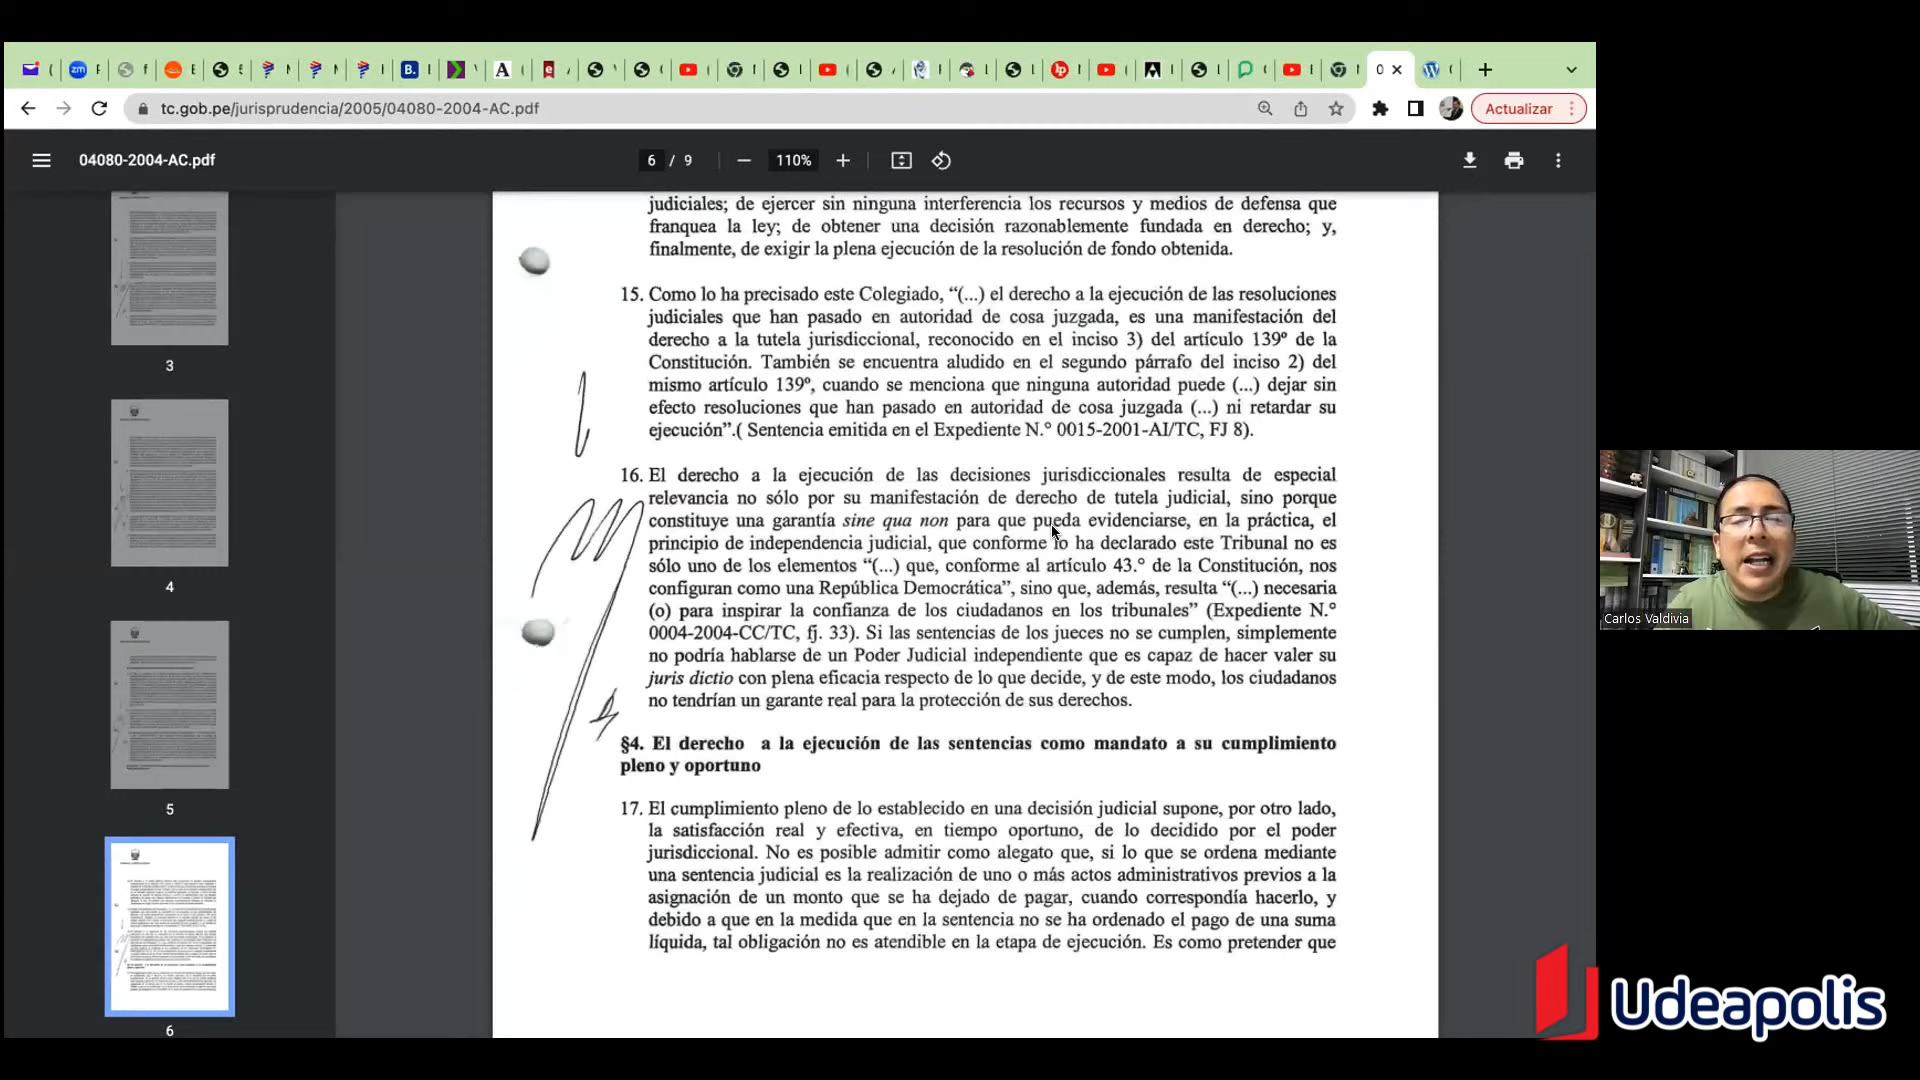 tc.gob.pe/jurisprudencia/2005/04080-2004-AC.pdf
Actualizar
04080-2004-AC.pdf
6 / 9
110%
3
4
5
6
judiciales; de ejercer sin ninguna interferencia los recursos y medios de defensa que
franquea la ley; de obtener una decisión razonablemente fundada en derecho; y,
finalmente, de exigir la plena ejecución de la resolución de fondo obtenida.
15. Como lo ha precisado este Colegiado, “(...) el derecho a la ejecución de las resoluciones
judiciales que han pasado en autoridad de cosa juzgada, es una manifestación del
derecho a la tutela jurisdiccional, reconocido en el inciso 3) del artículo 139º de la
Constitución. También se encuentra aludido en el segundo párrafo del inciso 2) del
mismo artículo 139º, cuando se menciona que ninguna autoridad puede (...) dejar sin
efecto resoluciones que han pasado en autoridad de cosa juzgada (...) ni retardar su
ejecución”.( Sentencia emitida en el Expediente N.° 0015-2001-AI/TC, FJ 8).
16. El derecho a la ejecución de las decisiones jurisdiccionales resulta de especial
relevancia no sólo por su manifestación de derecho de tutela judicial, sino porque
constituye una garantía sine qua non para que pueda evidenciarse, en la práctica, el
principio de independencia judicial, que conforme lo ha declarado este Tribunal no es
sólo uno de los elementos “(...) que, conforme al artículo 43.° de la Constitución, nos
configuran como una República Democrática”, sino que, además, resulta “(...) necesaria
(o) para inspirar la confianza de los ciudadanos en los tribunales” (Expediente N.°
0004-2004-CC/TC, fj. 33). Si las sentencias de los jueces no se cumplen, simplemente
no podría hablarse de un Poder Judicial independiente que es capaz de hacer valer su
juris dictio con plena eficacia respecto de lo que decide, y de este modo, los ciudadanos
no tendrían un garante real para la protección de sus derechos.
§4. El derecho a la ejecución de las sentencias como mandato a su cumplimiento
pleno y oportuno
17. El cumplimiento pleno de lo establecido en una decisión judicial supone, por otro lado,
la satisfacción real y efectiva, en tiempo oportuno, de lo decidido por el poder
jurisdiccional. No es posible admitir como alegato que, si lo que se ordena mediante
una sentencia judicial es la realización de uno o más actos administrativos previos a la
asignación de un monto que se ha dejado de pagar, cuando correspondía hacerlo, y
debido a que en la medida que en la sentencia no se ha ordenado el pago de una suma
líquida, tal obligación no es atendible en la etapa de ejecución. Es como pretender que
Carlos Valdivia
Udeapolis